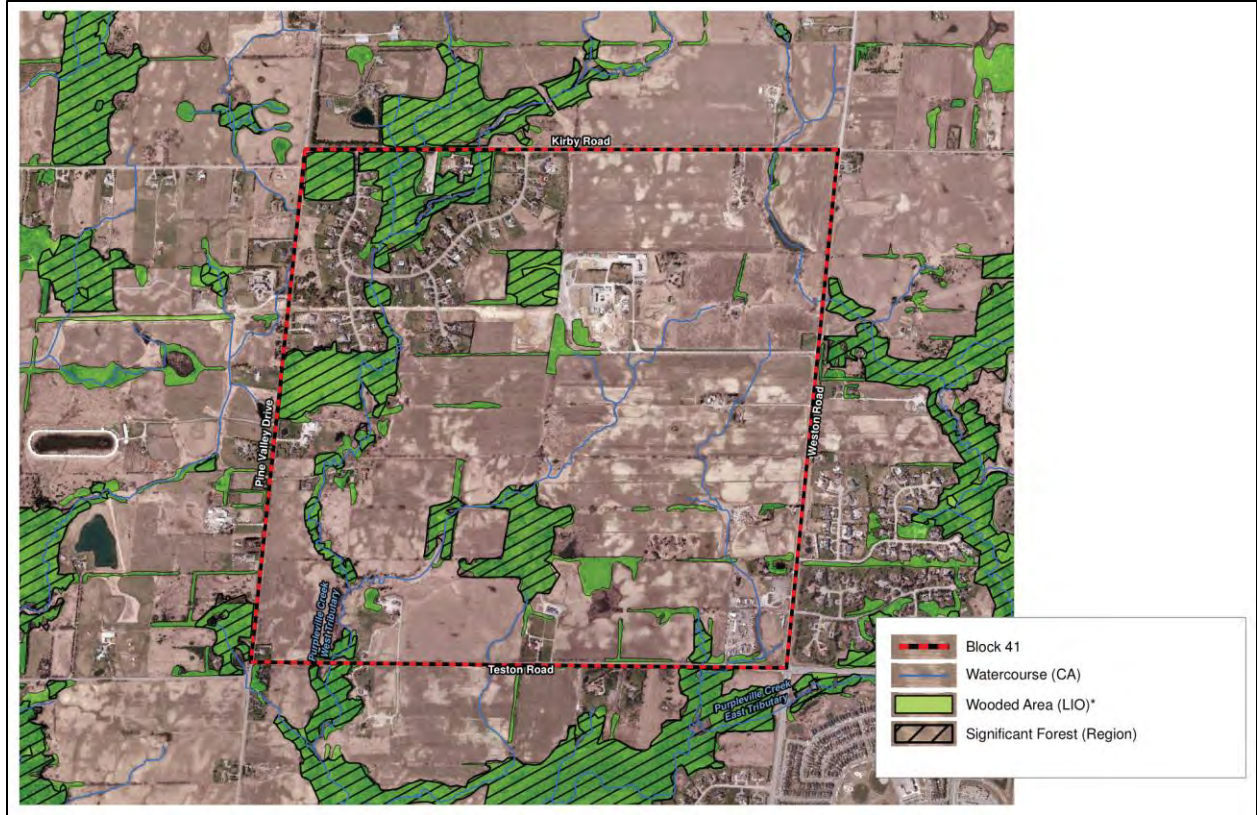 Kirby Road
Pine Valley Drive
Weston Road
Purpleville Creek
West Tributary
Teston Road
Purpleville Creek
East Tributary
Block 41
Watercourse (CA)
Wooded Area (LIO)*
Significant Forest (Region)